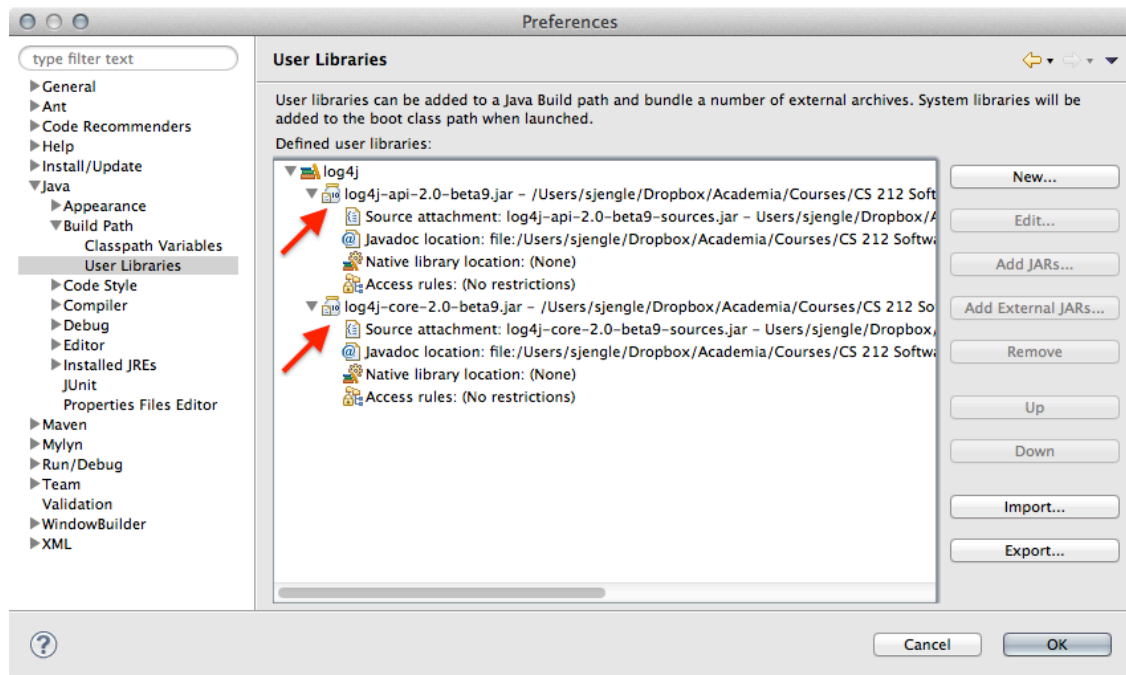 Preferences
type filter text
General
Ant
Code Recommenders
Help
Install/Update
Java
Appearance
Build Path
Classpath Variables
User Libraries
Code Style
Compiler
Debug
Editor
Installed JREs
JUnit
Properties Files Editor
Maven
Mylyn
Run/Debug
Team
Validation
WindowBuilder
XML
User Libraries
User libraries can be added to a Java Build path and bundle a number of external archives. System libraries will be
added to the boot class path when launched.
Defined user libraries:
log4j
log4j-api-2.0-beta9.jar – /Users/sjengle/Dropbox/Academia/Courses/CS 212 Soft
Source attachment: log4j-api-2.0-beta9-sources.jar – Users/sjengle/Dropbox/A
Javadoc location: file:/Users/sjengle/Dropbox/Academia/Courses/CS 212 Softwa
Native library location: (None)
Access rules: (No restrictions)
log4j-core-2.0-beta9.jar – /Users/sjengle/Dropbox/Academia/Courses/CS 212 So
Source attachment: log4j-core-2.0-beta9-sources.jar – Users/sjengle/Dropbox/
Javadoc location: file:/Users/sjengle/Dropbox/Academia/Courses/CS 212 Softwa
Native library location: (None)
Access rules: (No restrictions)
New...
Edit...
Add JARs...
Add External JARs...
Remove
Up
Down
Import...
Export...
?
Cancel
OK